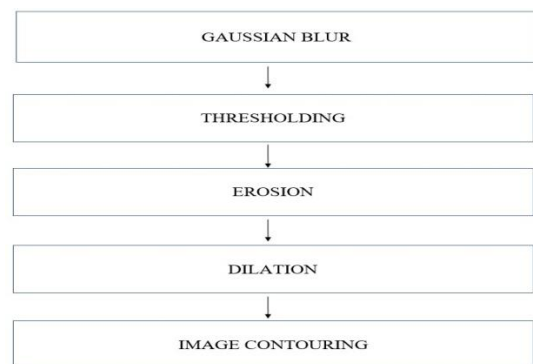 GAUSSIAN BLUR
THRESHOLDING
EROSION
DILATION
IMAGE CONTOURING